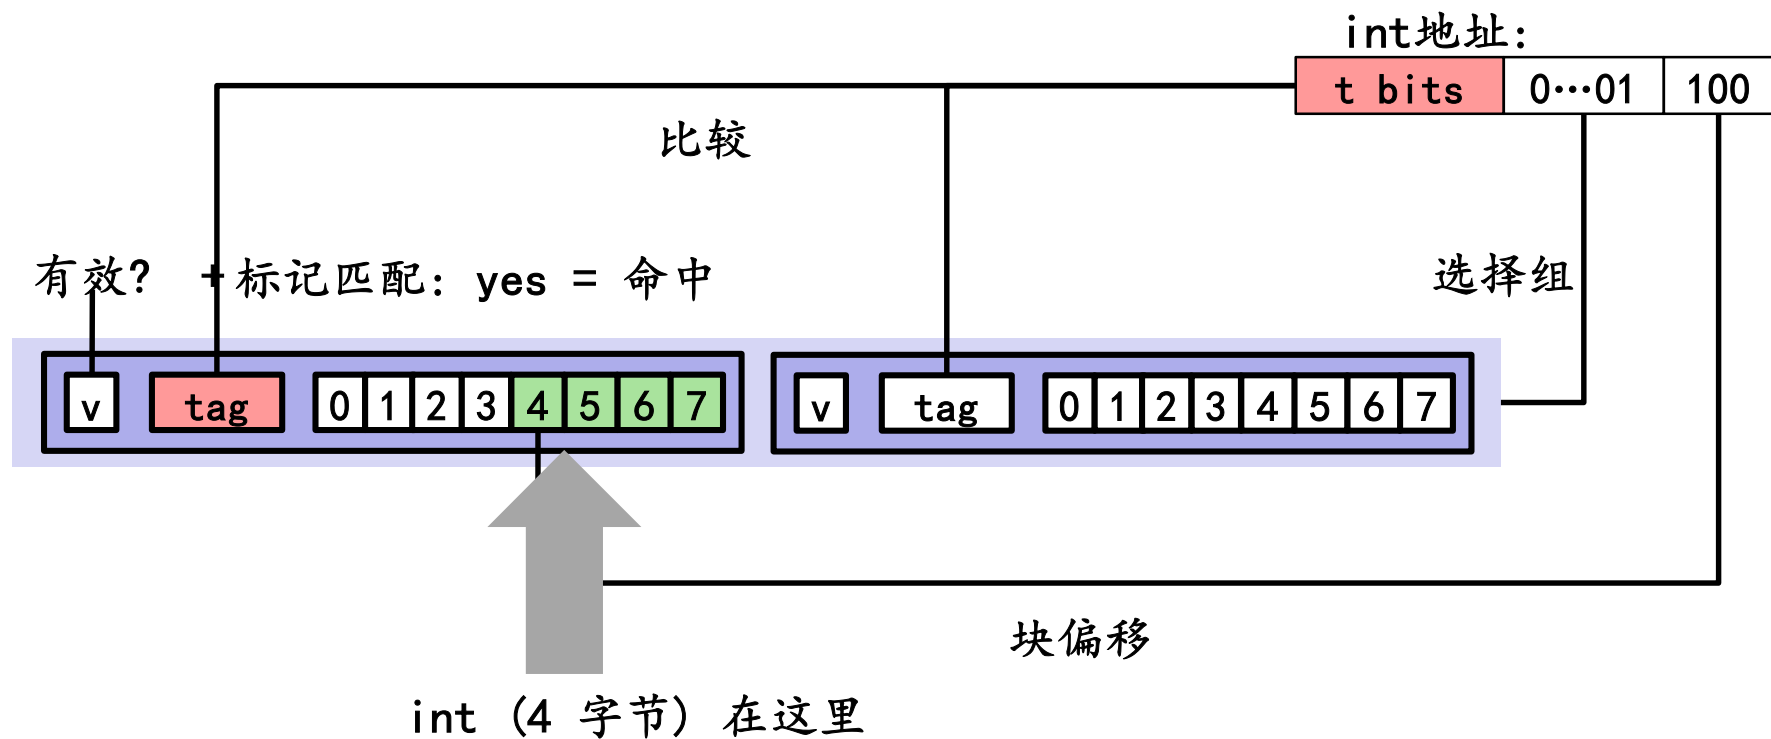 int地址:
t bits 0···01 100
比较
有效? +标记匹配: yes = 命中
选择组
v tag 0 1 2 3 4 5 6 7 v tag 0 1 2 3 4 5 6 7
块偏移
int (4 字节) 在这里